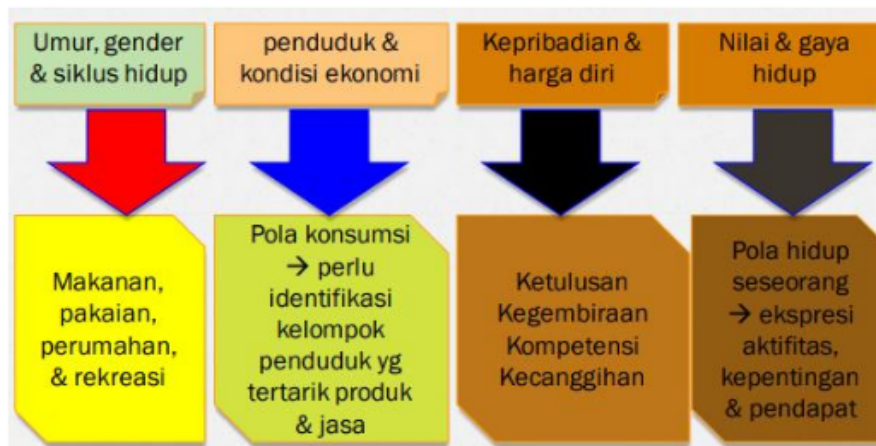 Umur, gender
& siklus hidup
penduduk &
kondisi ekonomi
Kepribadian &
harga diri
Nilai & gaya
hidup
Makanan,
pakaian,
perumahan,
& rekreasi
Pola konsumsi
→ perlu
identifikasi
kelompok
penduduk yg
tertarik produk
& jasa
Ketulusan
Kegembiraan
Kompetensi
Kecanggihan
Pola hidup
seseorang
→ ekspresi
aktifitas,
kepentingan
& pendapat